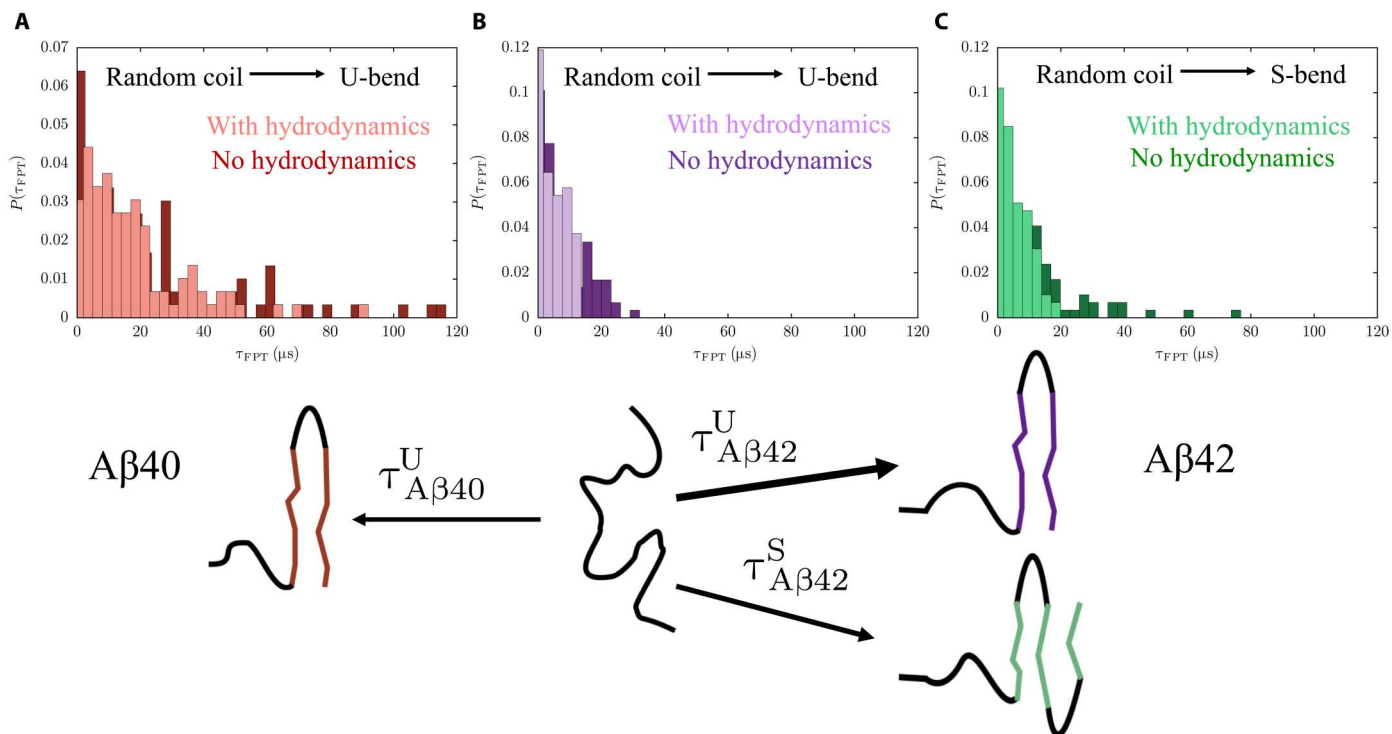 A
0.07
0.06
0.05
0.04
0.03
0.02
0.01
0
P(τFPT)
Random coil U-bend
With hydrodynamics
No hydrodynamics
0 20 40 60 80 100 120
τFPT (μs)
B
0.12
0.1
0.08
0.06
0.04
0.02
0
P(τFPT)
Random coil U-bend
With hydrodynamics
No hydrodynamics
0 20 40 60 80 100 120
τFPT (μs)
C
0.12
0.1
0.08
0.06
0.04
0.02
0
P(τFPT)
Random coil S-bend
With hydrodynamics
No hydrodynamics
0 20 40 60 80 100 120
τFPT (μs)
Aβ40
τ^U_Aβ40
τ^U_Aβ42
Aβ42
τ^S_Aβ42